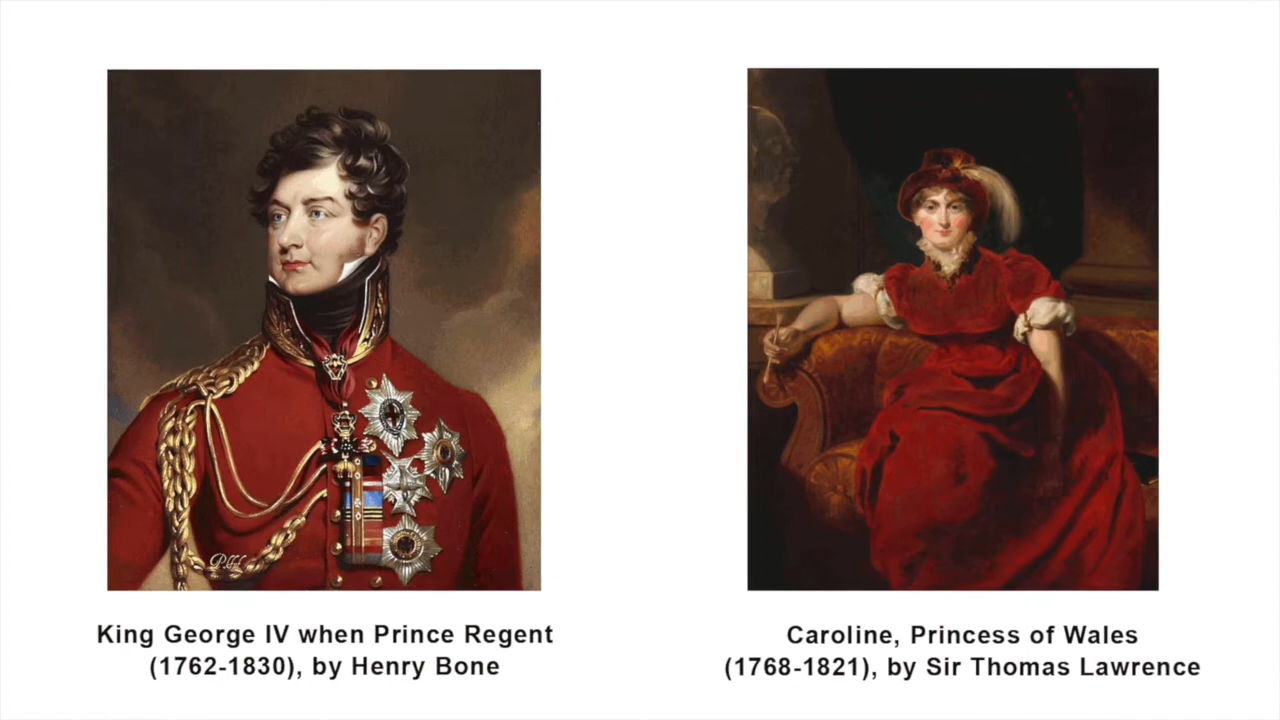 King George IV when Prince Regent
(1762-1830), by Henry Bone
Caroline, Princess of Wales
(1768-1821), by Sir Thomas Lawrence